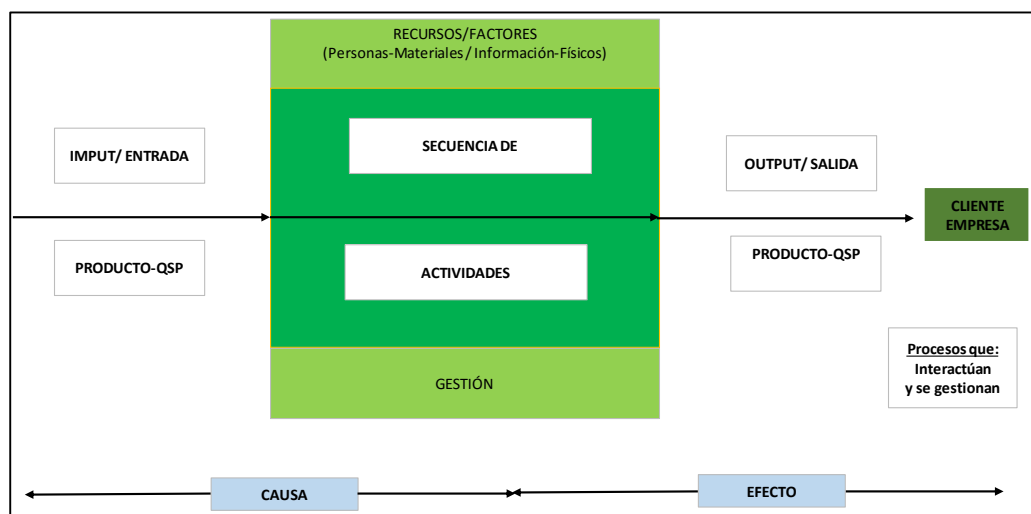 RECURSOS/FACTORES
(Personas-Materiales/ Información-Físicos)
IMPUT/ ENTRADA
SECUENCIA DE
OUTPUT/ SALIDA
CLIENTE
EMPRESA
PRODUCTO-QSP
ACTIVIDADES
PRODUCTO-QSP
Procesos que:
Interactúan
y se gestionan
GESTIÓN
CAUSA
EFECTO